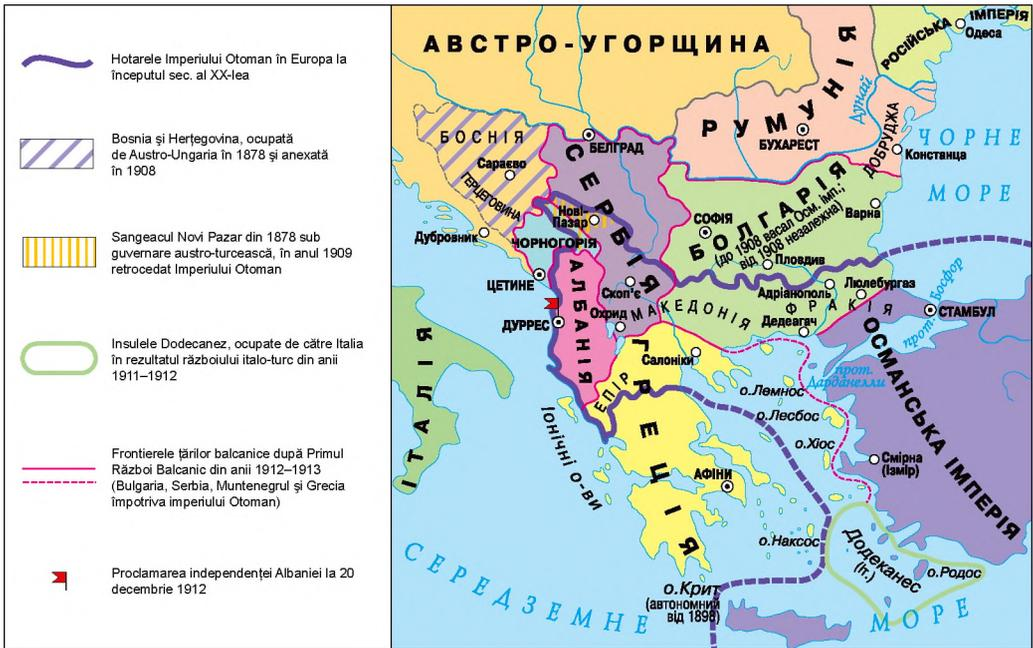 Hotarele Imperiului Otoman în Europa la
începutul sec. al XX-lea
Bosnia și Herțegovina, ocupată
de Austro-Ungaria în 1878 și anexată
în 1908
Sangeacul Novi Pazar din 1878 sub
guvernare austro-turcească, în anul 1909
retrocedat Imperiului Otoman
Insulele Dodecanez, ocupate de către Italia
în rezultatul războiului italo-turc din anii
1911–1912
Frontierele țărilor balcanice după Primul
Război Balcanic din anii 1912–1913
(Bulgaria, Serbia, Muntenegrul și Grecia
împotriva imperiului Otoman)
Proclamarea independenței Albaniei la 20
decembrie 1912
АВСТРО-УГОРЩИНА
РОСІЙСЬКА ІМПЕРІЯ
Одеса
РУМУНІЯ
Дунай
БУХАРЕСТ
ДОБРУДЖА
Констанца
ЧОРНЕ
МОРЕ
БОСНІЯ
Сараєво
ГЕРЦЕГОВИНА
БЕЛГРАД
СЕРБІЯ
Нові-
Пазар
Дубровник
ЧОРНОГОРІЯ
ЦЕТИНЕ
СОФІЯ
БОЛГАРІЯ
(до 1908 васал Осм. імп.,
від 1908 незалежна)
Варна
Пловдив
Скоп'є
АЛБАНІЯ
ДУРРЕС
Охрид
МАКЕДОНІЯ
Адріанополь
Люлебургаз
ФРАКІЯ
Дедеагач
прот. Босфор
СТАМБУЛ
ОСМАНСЬКА ІМПЕРІЯ
Салоніки
прот.
Дарданелли
ІТАЛІЯ
ЕПІР
ГРЕЦІЯ
Іонічні о-ви
о.Лемнос
о.Лесбос
о.Хіос
Смірна
(Ізмір)
АФІНИ
о.Наксос
Додеканес
(Іт.)
о.Родос
о.Крит
(автономний
від 1898)
СЕРЕДЗЕМНЕ МОРЕ